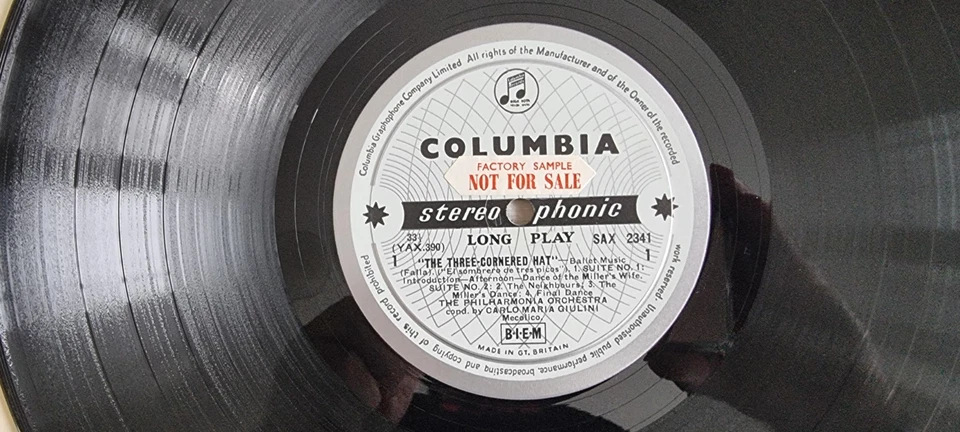 Columbia Graphophone Company Limited All rights of the Manufacturer and of the Owner of the recorded work reserved. Unauthorised public performance, broadcasting and copying of this record prohibited
COLUMBIA
FACTORY SAMPLE
NOT FOR SALE
stereo phonic
33⅓ LONG PLAY SAX 2341
(YAX.390)
1 "THE THREE-CORNERED HAT"—Ballet Music 1
(Falla). ("El sombrero de tres picos"). 1. SUITE NO. 1:
Introduction—Afternoon—Dance of the Miller's Wife.
SUITE NO. 2: 2. The Neighbours; 3. The
Miller's Dance; 4. Final Dance
THE PHILHARMONIA ORCHESTRA
cond. by CARLO MARIA GIULINI
Mecolico.
B·I·E·M
MADE IN GT. BRITAIN